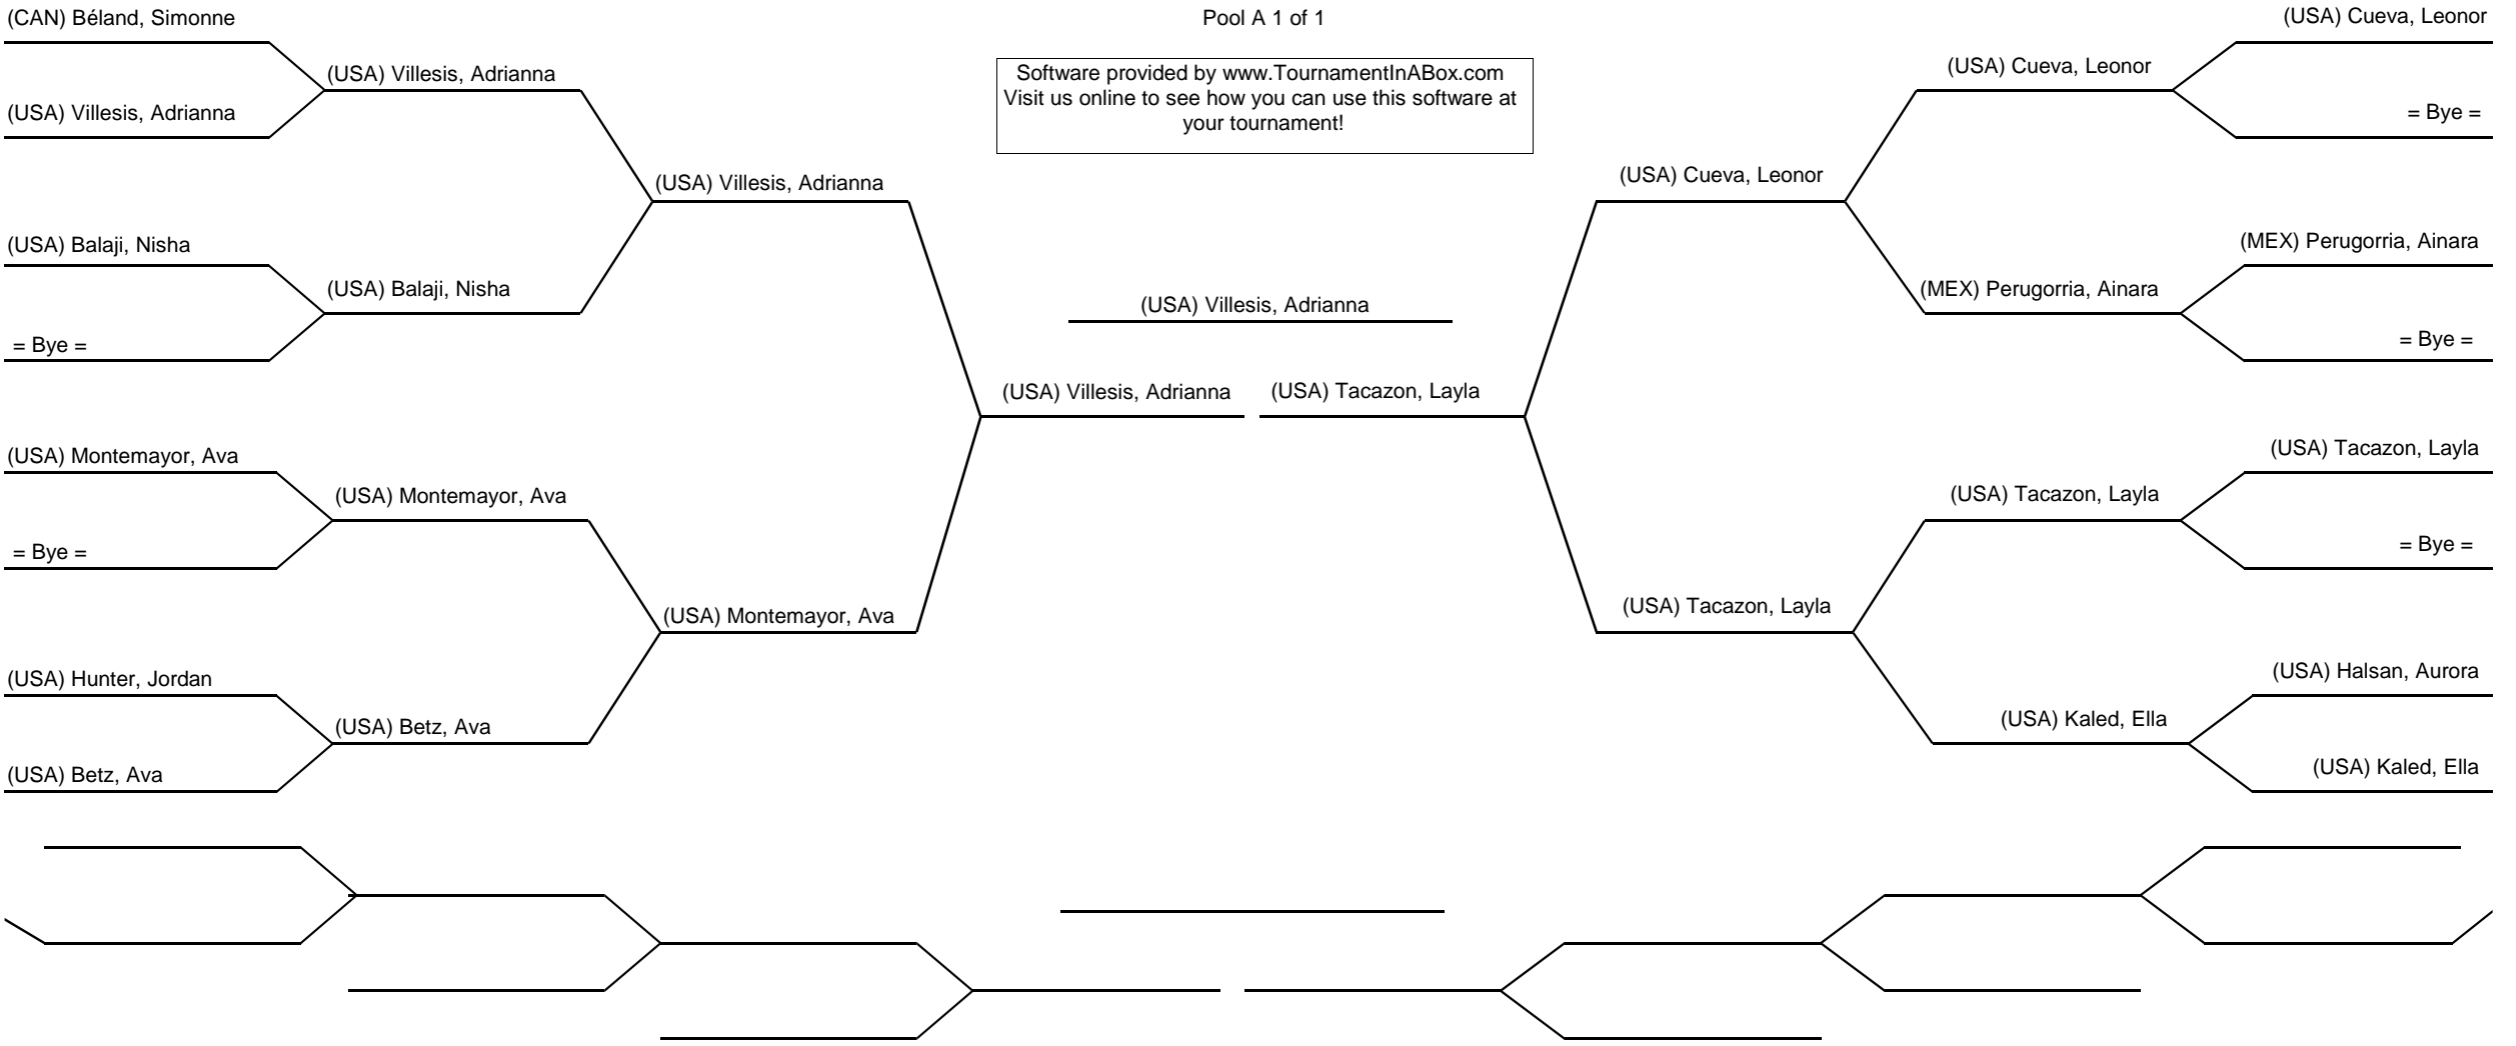 (CAN) Béland, Simonne
(USA) Villesis, Adrianna
(USA) Balaji, Nisha
= Bye =
(USA) Montemayor, Ava
= Bye =
(USA) Hunter, Jordan
(USA) Betz, Ava
(USA) Villesis, Adrianna
(USA) Balaji, Nisha
(USA) Montemayor, Ava
(USA) Betz, Ava
(USA) Villesis, Adrianna
(USA) Montemayor, Ava
Pool A 1 of 1
Software provided by www.TournamentInABox.com
Visit us online to see how you can use this software at
your tournament!
(USA) Villesis, Adrianna
(USA) Villesis, Adrianna
(USA) Tacazon, Layla
(USA) Cueva, Leonor
(USA) Tacazon, Layla
(USA) Cueva, Leonor
(MEX) Perugorria, Ainara
(USA) Tacazon, Layla
(USA) Kaled, Ella
(USA) Cueva, Leonor
= Bye =
(MEX) Perugorria, Ainara
= Bye =
(USA) Tacazon, Layla
= Bye =
(USA) Halsan, Aurora
(USA) Kaled, Ella